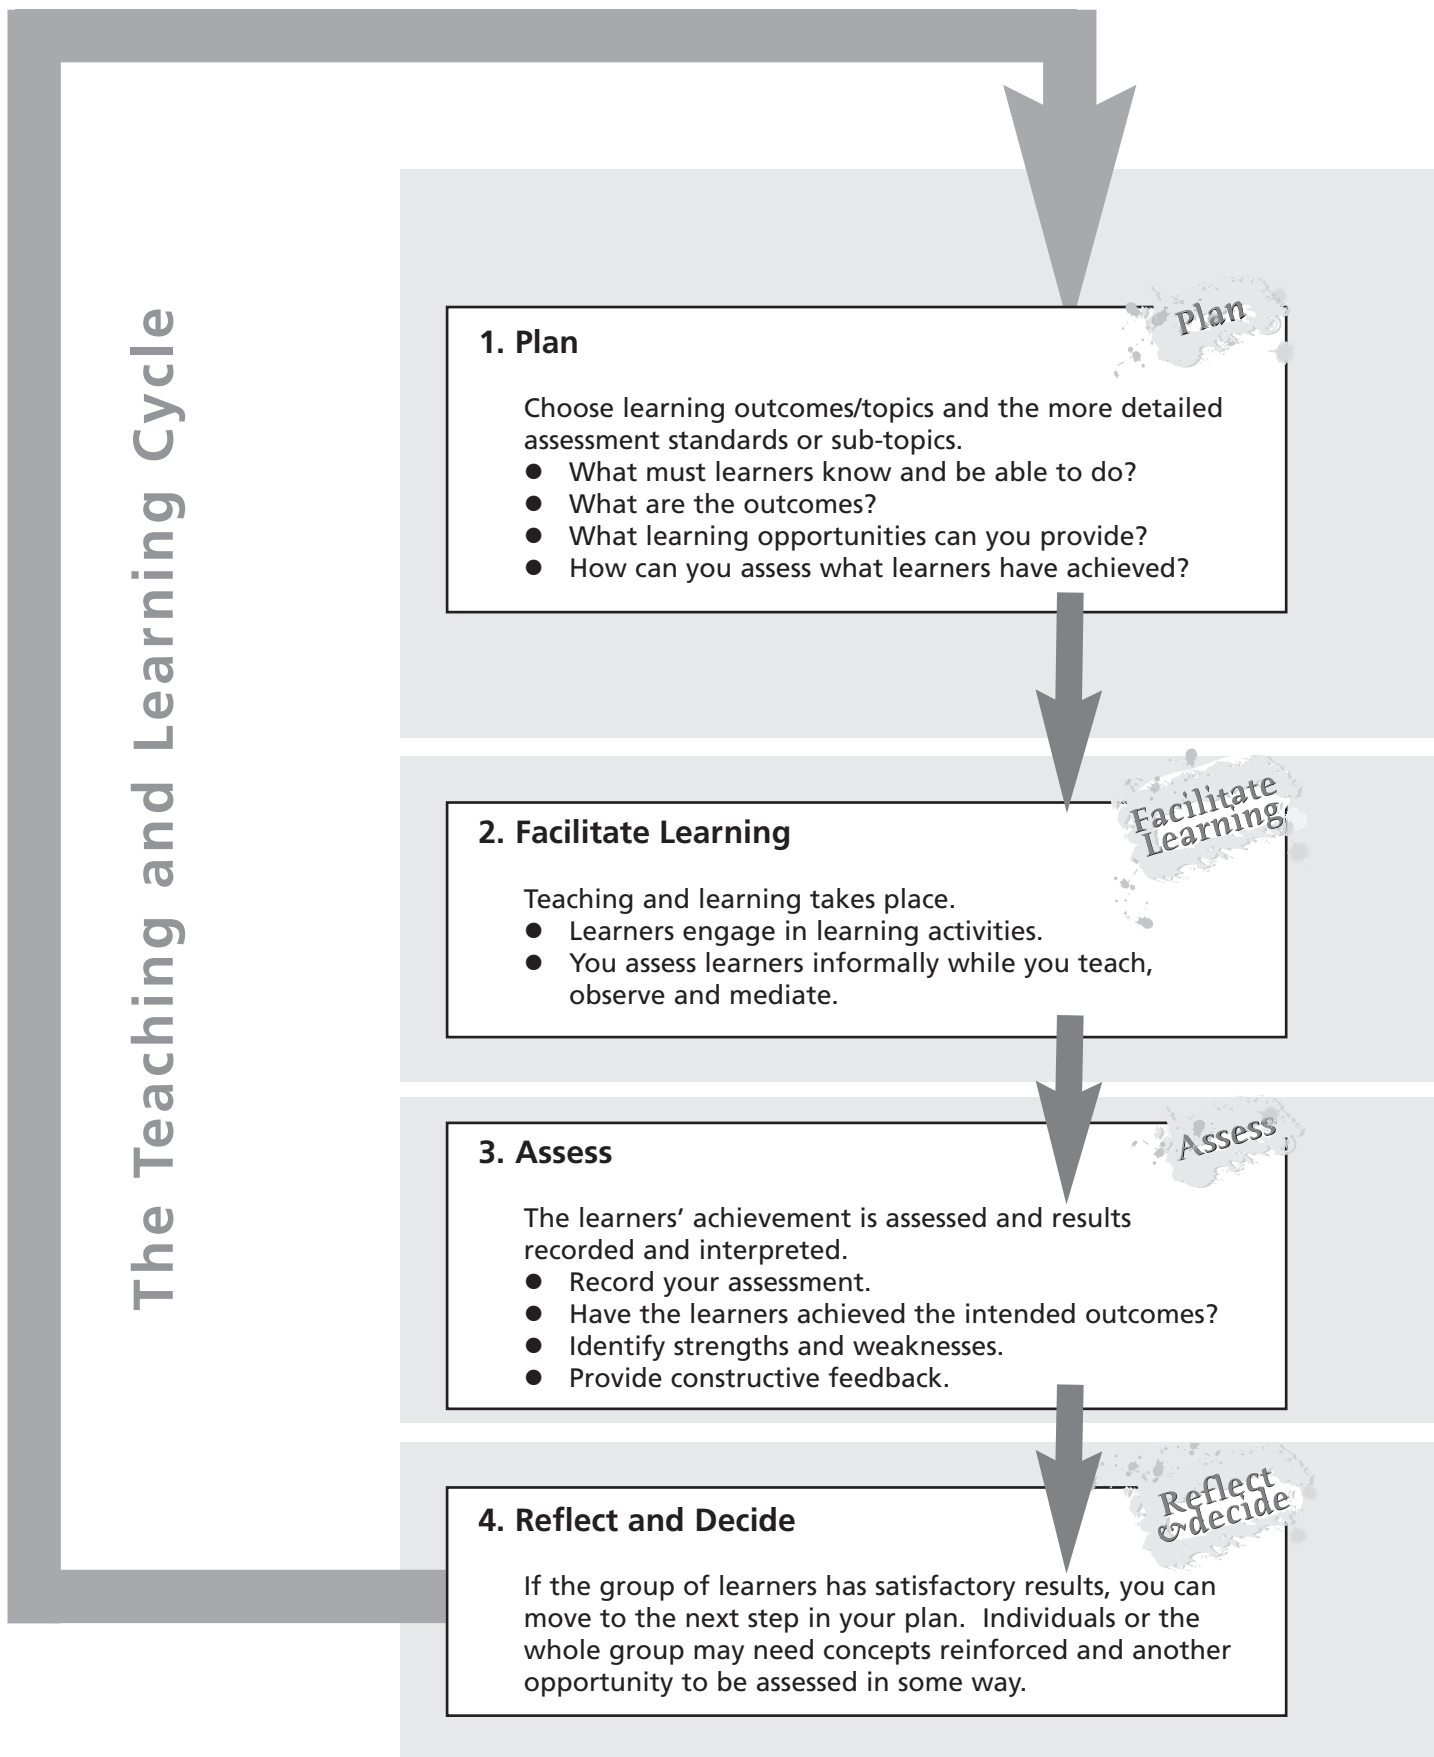 The Teaching and Learning Cycle
Plan
1. Plan
Choose learning outcomes/topics and the more detailed
assessment standards or sub-topics.
● What must learners know and be able to do?
● What are the outcomes?
● What learning opportunities can you provide?
● How can you assess what learners have achieved?
Facilitate
Learning
2. Facilitate Learning
Teaching and learning takes place.
● Learners engage in learning activities.
● You assess learners informally while you teach,
observe and mediate.
Assess
3. Assess
The learners’ achievement is assessed and results
recorded and interpreted.
● Record your assessment.
● Have the learners achieved the intended outcomes?
● Identify strengths and weaknesses.
● Provide constructive feedback.
Reflect
&decide
4. Reflect and Decide
If the group of learners has satisfactory results, you can
move to the next step in your plan.  Individuals or the
whole group may need concepts reinforced and another
opportunity to be assessed in some way.